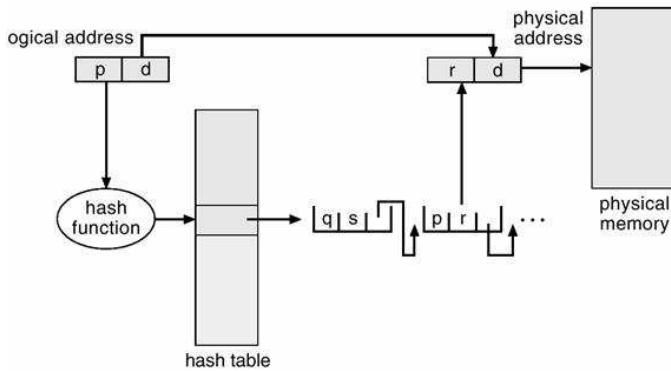 ogical address
physical
address
p d
r d
hash
function
q s
p r
...
physical
memory
hash table